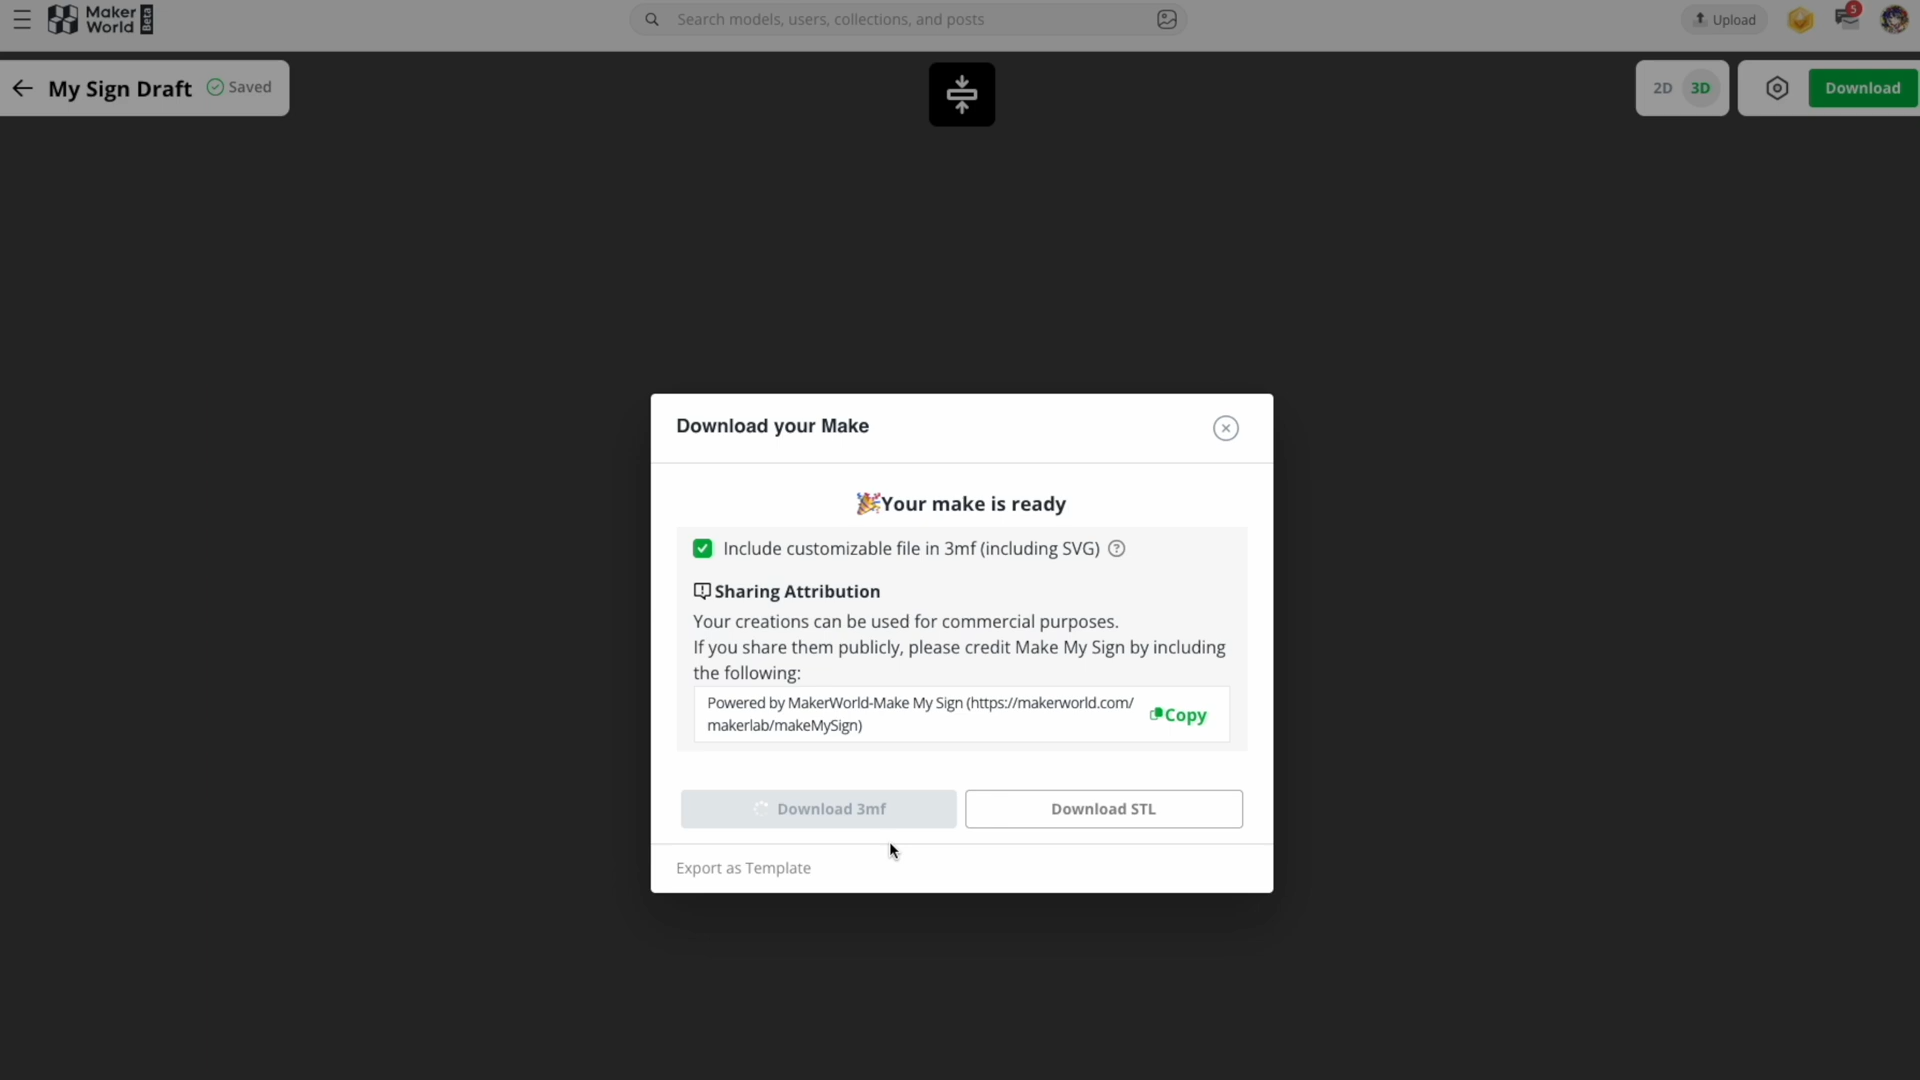 Maker
World
Beta
Search models, users, collections, and posts
Upload
5
My Sign Draft
Saved
2D
3D
Download
Download your Make
🎉Your make is ready
Include customizable file in 3mf (including SVG)
Sharing Attribution
Your creations can be used for commercial purposes.
If you share them publicly, please credit Make My Sign by including
the following:
Powered by MakerWorld-Make My Sign (https://makerworld.com/
makerlab/makeMySign)
Copy
Download 3mf
Download STL
Export as Template